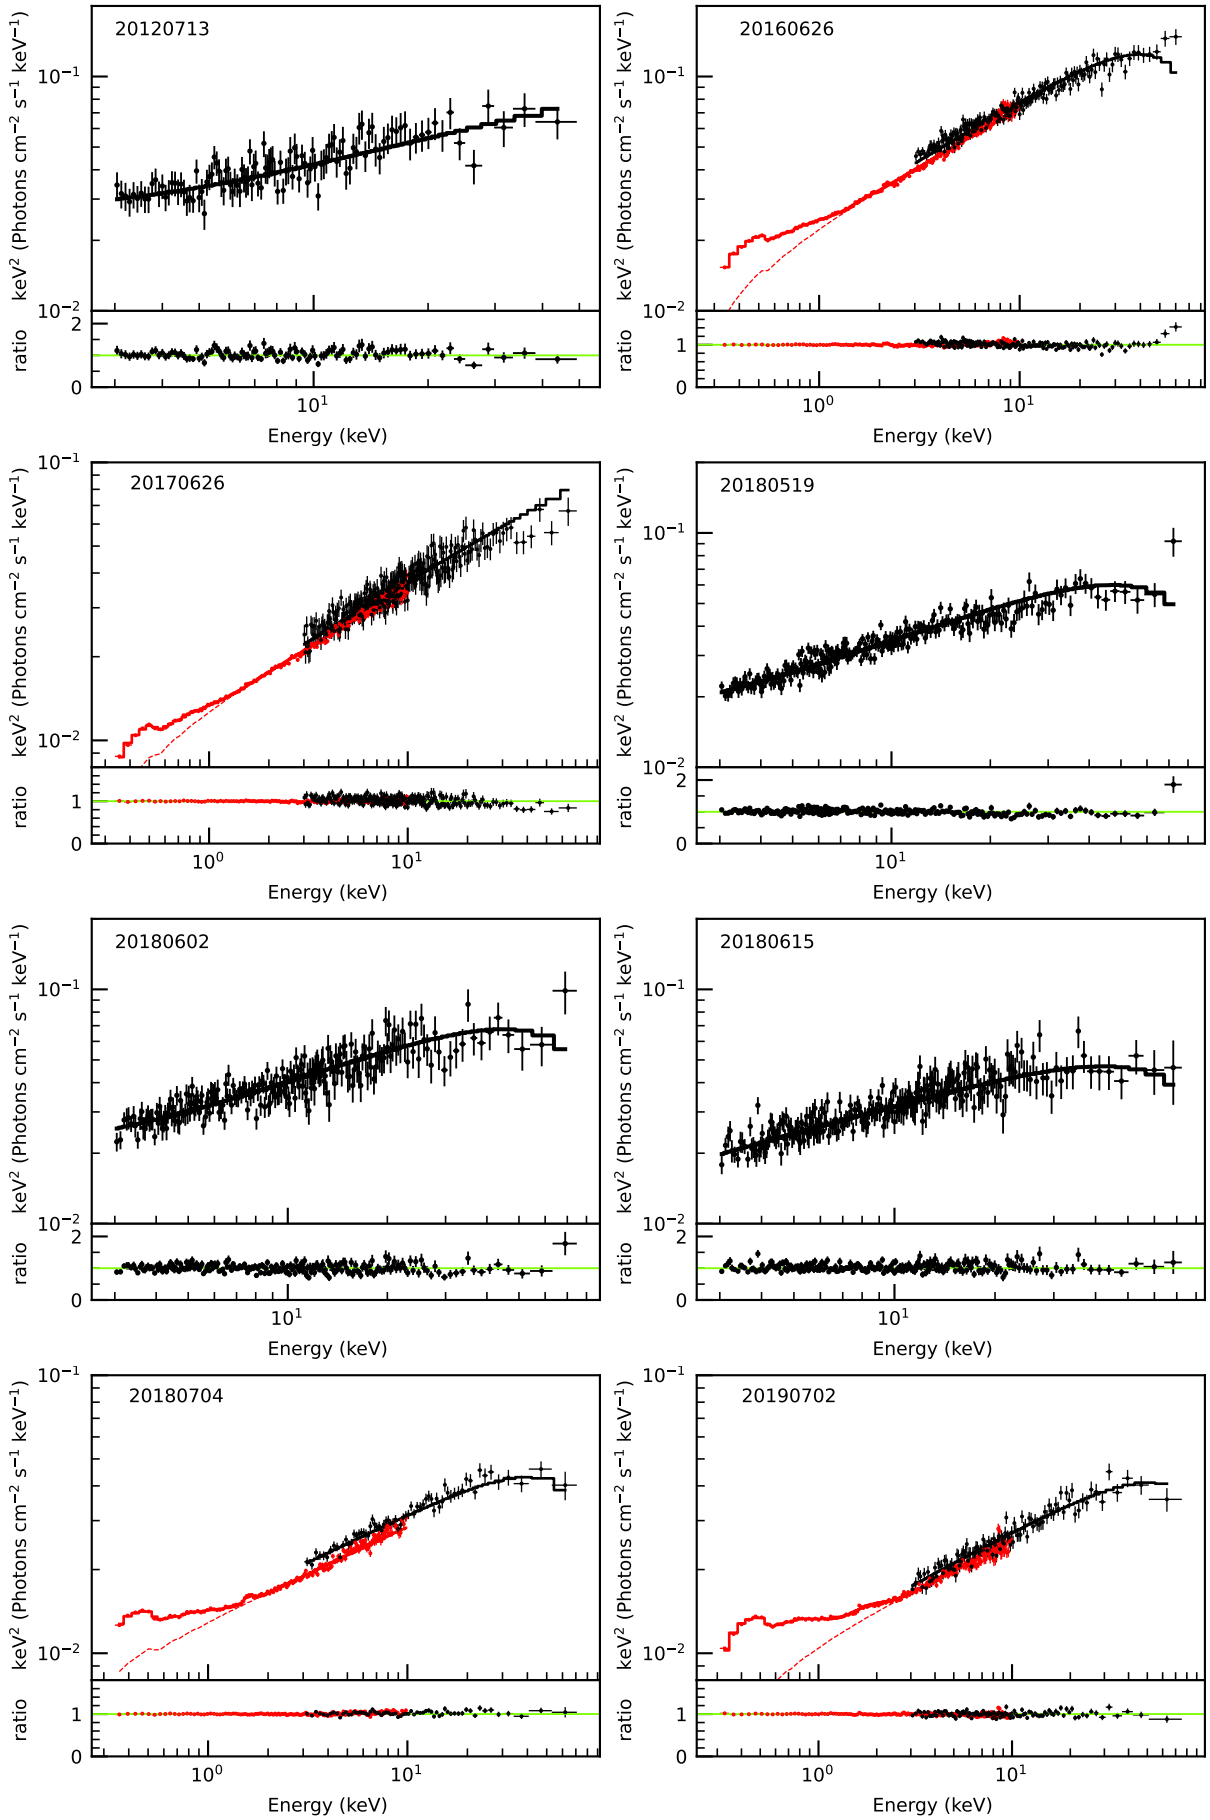 20120713
keV² (Photons cm⁻² s⁻¹ keV⁻¹)
10⁻¹
10⁻²
ratio
2
0
10¹
Energy (keV)
20160626
keV² (Photons cm⁻² s⁻¹ keV⁻¹)
10⁻¹
10⁻²
ratio
1
0
10⁰ 10¹
Energy (keV)
20170626
keV² (Photons cm⁻² s⁻¹ keV⁻¹)
10⁻¹
10⁻²
ratio
1
0
10⁰ 10¹
Energy (keV)
20180519
keV² (Photons cm⁻² s⁻¹ keV⁻¹)
10⁻¹
10⁻²
ratio
2
0
10¹
Energy (keV)
20180602
keV² (Photons cm⁻² s⁻¹ keV⁻¹)
10⁻¹
10⁻²
ratio
2
0
10¹
Energy (keV)
20180615
keV² (Photons cm⁻² s⁻¹ keV⁻¹)
10⁻¹
10⁻²
ratio
2
0
10¹
Energy (keV)
20180704
keV² (Photons cm⁻² s⁻¹ keV⁻¹)
10⁻¹
10⁻²
ratio
1
0
10⁰ 10¹
Energy (keV)
20190702
keV² (Photons cm⁻² s⁻¹ keV⁻¹)
10⁻¹
10⁻²
ratio
1
0
10⁰ 10¹
Energy (keV)